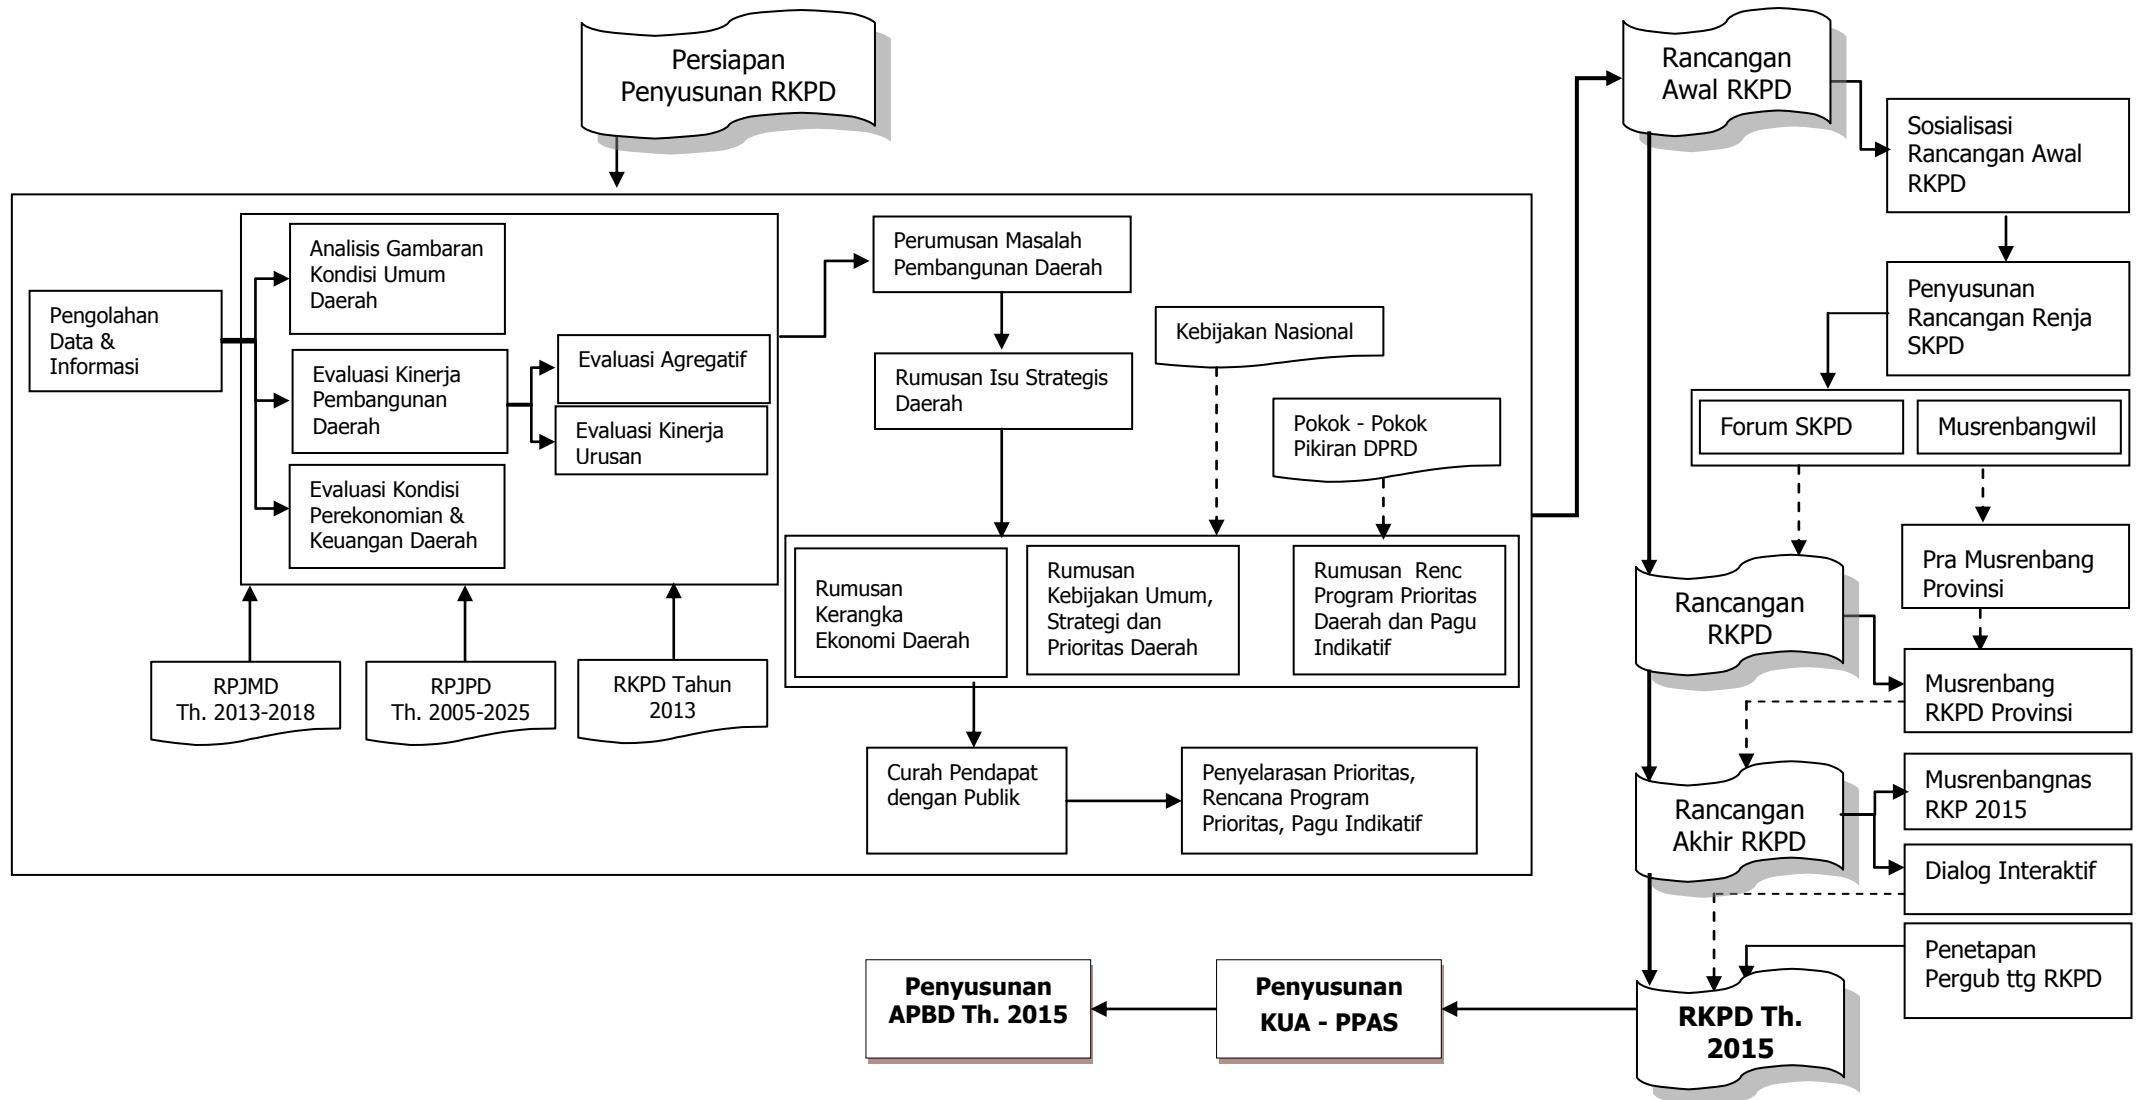 Persiapan
Penyusunan RKPD
Pengolahan
Data &
Informasi
Analisis Gambaran
Kondisi Umum
Daerah
Evaluasi Kinerja
Pembangunan
Daerah
Evaluasi Kondisi
Perekonomian &
Keuangan Daerah
Evaluasi Agregatif
Evaluasi Kinerja
Urusan
RPJMD
Th. 2013-2018
RPJPD
Th. 2005-2025
RKPD Tahun
2013
Perumusan Masalah
Pembangunan Daerah
Rumusan Isu Strategis
Daerah
Kebijakan Nasional
Pokok - Pokok
Pikiran DPRD
Rumusan
Kerangka
Ekonomi Daerah
Rumusan
Kebijakan Umum,
Strategi dan
Prioritas Daerah
Rumusan Renc
Program Prioritas
Daerah dan Pagu
Indikatif
Curah Pendapat
dengan Publik
Penyelarasan Prioritas,
Rencana Program
Prioritas, Pagu Indikatif
Rancangan
Awal RKPD
Sosialisasi
Rancangan Awal
RKPD
Penyusunan
Rancangan Renja
SKPD
Forum SKPD
Musrenbangwil
Pra Musrenbang
Provinsi
Rancangan
RKPD
Musrenbang
RKPD Provinsi
Rancangan
Akhir RKPD
Musrenbangnas
RKP 2015
Dialog Interaktif
Penetapan
Pergub ttg RKPD
RKPD Th.
2015
Penyusunan
KUA - PPAS
Penyusunan
APBD Th. 2015